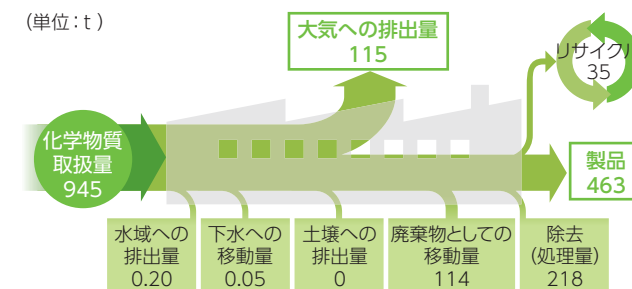 (単位:t)
大気への排出量
115
リサイクル
35
化学物質
取扱量
945
製品
463
水域への
排出量
0.20
下水への
移動量
0.05
土壌への
排出量
0
廃棄物としての
移動量
114
除去
(処理量)
218